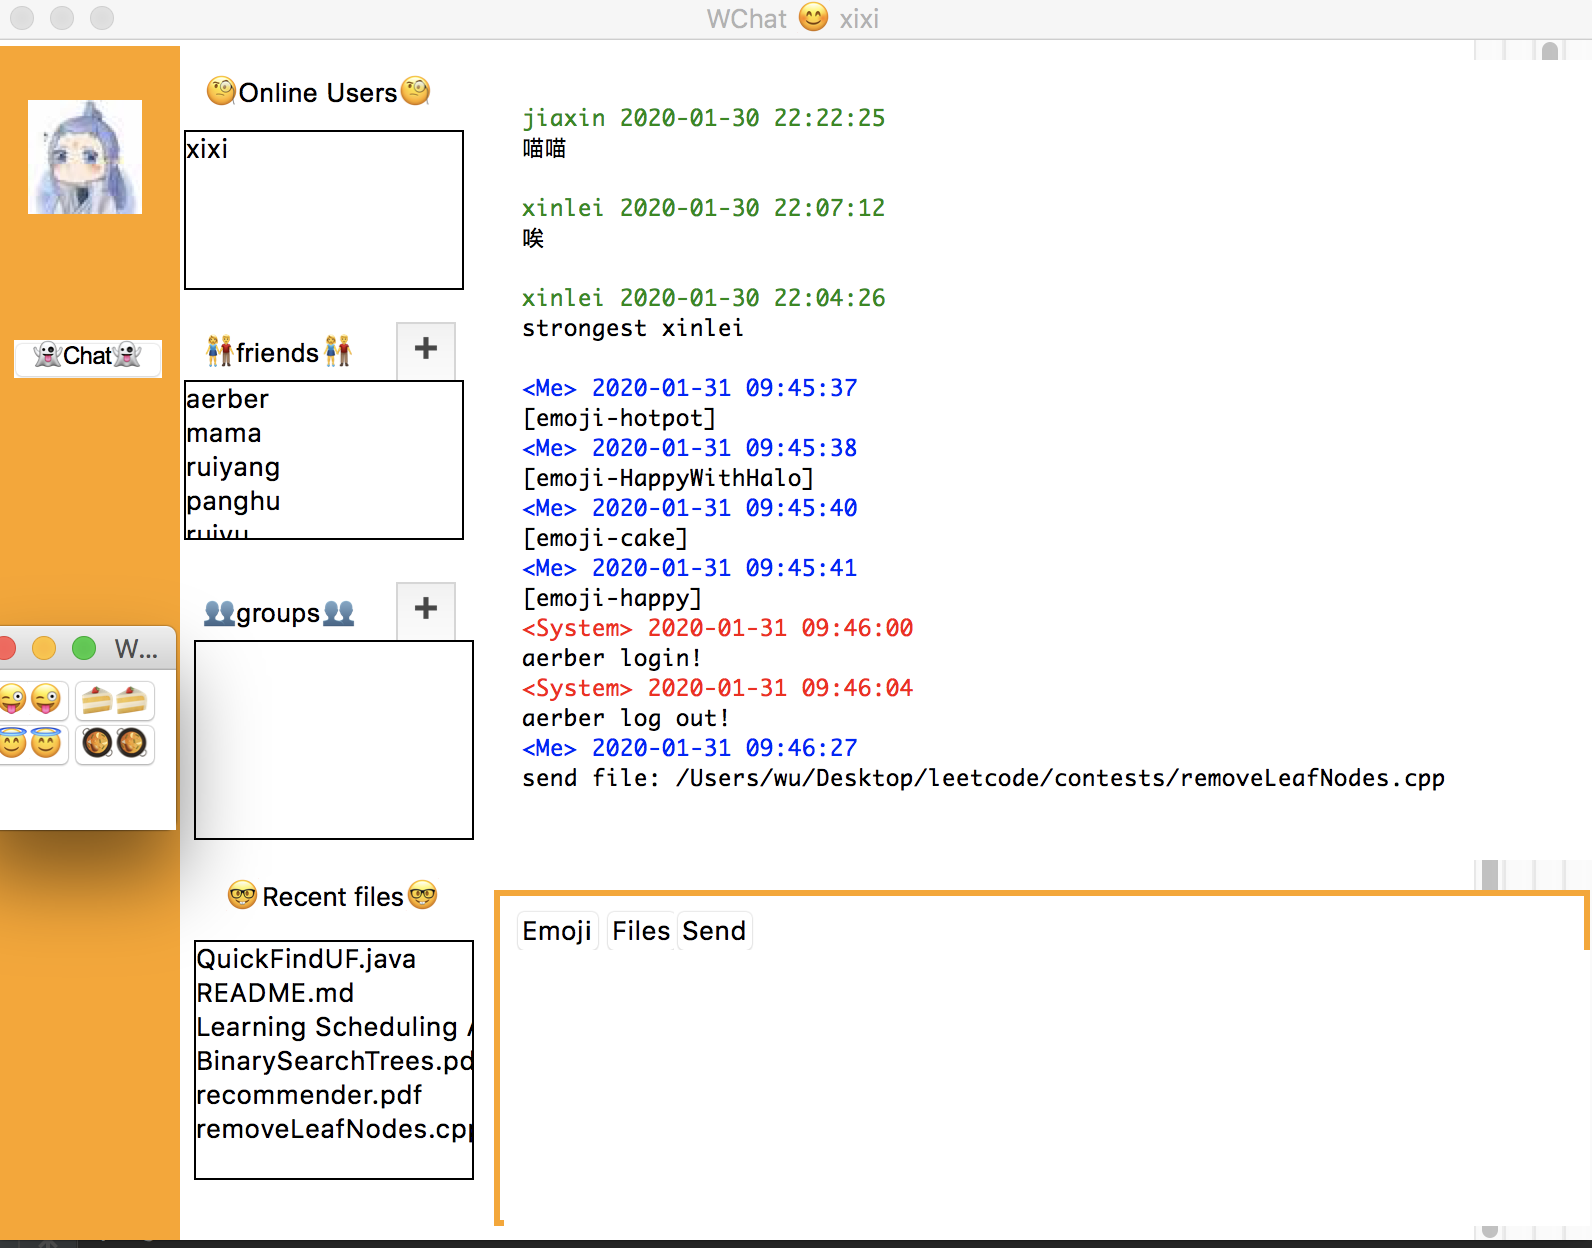 WChat 😊 xixi
🧐Online Users🧐
xixi
👻Chat👻
👫friends👫
+
aerber
mama
ruiyang
panghu
ruiyu
👥groups👥
+
W...
🤓Recent files🤓
QuickFindUF.java
README.md
Learning Scheduling
BinarySearchTrees.pd
recommender.pdf
removeLeafNodes.cpp
jiaxin 2020-01-30 22:22:25
喵喵
xinlei 2020-01-30 22:07:12
唉
xinlei 2020-01-30 22:04:26
strongest xinlei
<Me> 2020-01-31 09:45:37
[emoji-hotpot]
<Me> 2020-01-31 09:45:38
[emoji-HappyWithHalo]
<Me> 2020-01-31 09:45:40
[emoji-cake]
<Me> 2020-01-31 09:45:41
[emoji-happy]
<System> 2020-01-31 09:46:00
aerber login!
<System> 2020-01-31 09:46:04
aerber log out!
<Me> 2020-01-31 09:46:27
send file: /Users/wu/Desktop/leetcode/contests/removeLeafNodes.cpp
Emoji Files Send